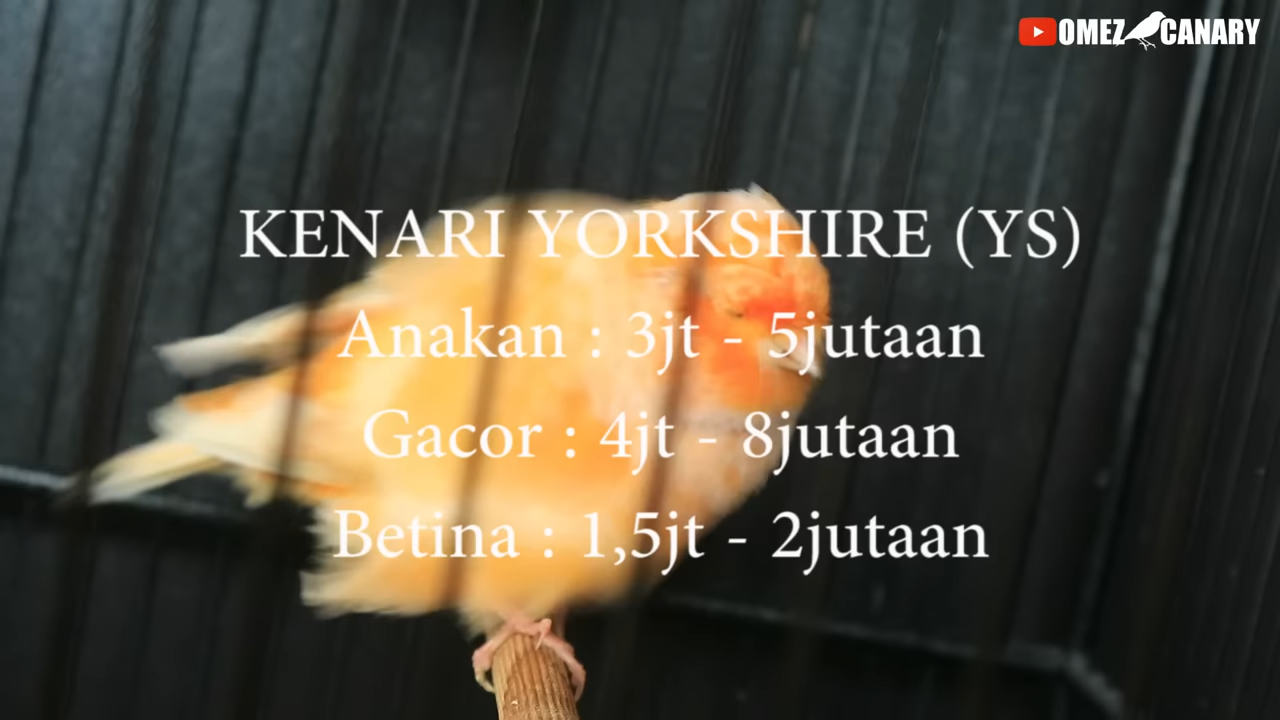 OMEZ CANARY
KENARI YORKSHIRE (YS)
Anakan : 3jt - 5jutaan
Gacor : 4jt - 8jutaan
Betina : 1,5jt - 2jutaan